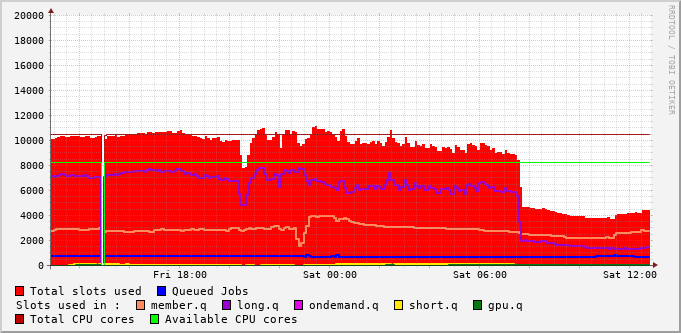 20000
18000
16000
14000
12000
10000
8000
6000
4000
2000
0
Fri 18:00 Sat 00:00 Sat 06:00 Sat 12:00
RRDTOOL / TOBI OETIKER
Total slots used Queued Jobs
Slots used in : member.q long.q ondemand.q short.q gpu.q
Total CPU cores Available CPU cores